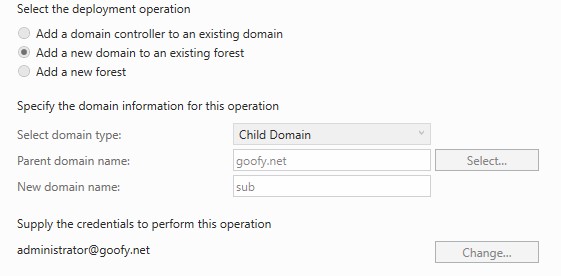 Select the deployment operation
Add a domain controller to an existing domain
Add a new domain to an existing forest
Add a new forest
Specify the domain information for this operation
Select domain type: Child Domain
Parent domain name: goofy.net Select...
New domain name: sub
Supply the credentials to perform this operation
administrator@goofy.net Change...